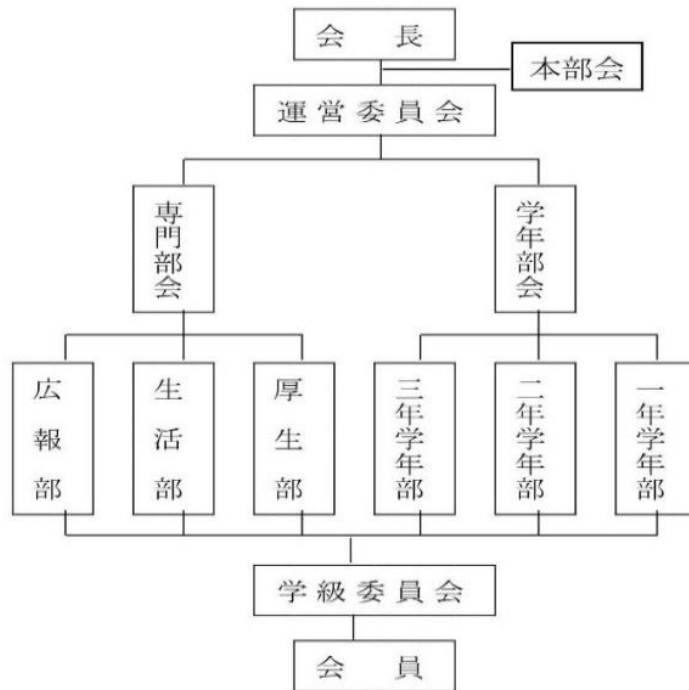 会　長
本部会
運営委員会
専門部会
学年部会
広報部
生活部
厚生部
三年学年部
二年学年部
一年学年部
学級委員会
会　員